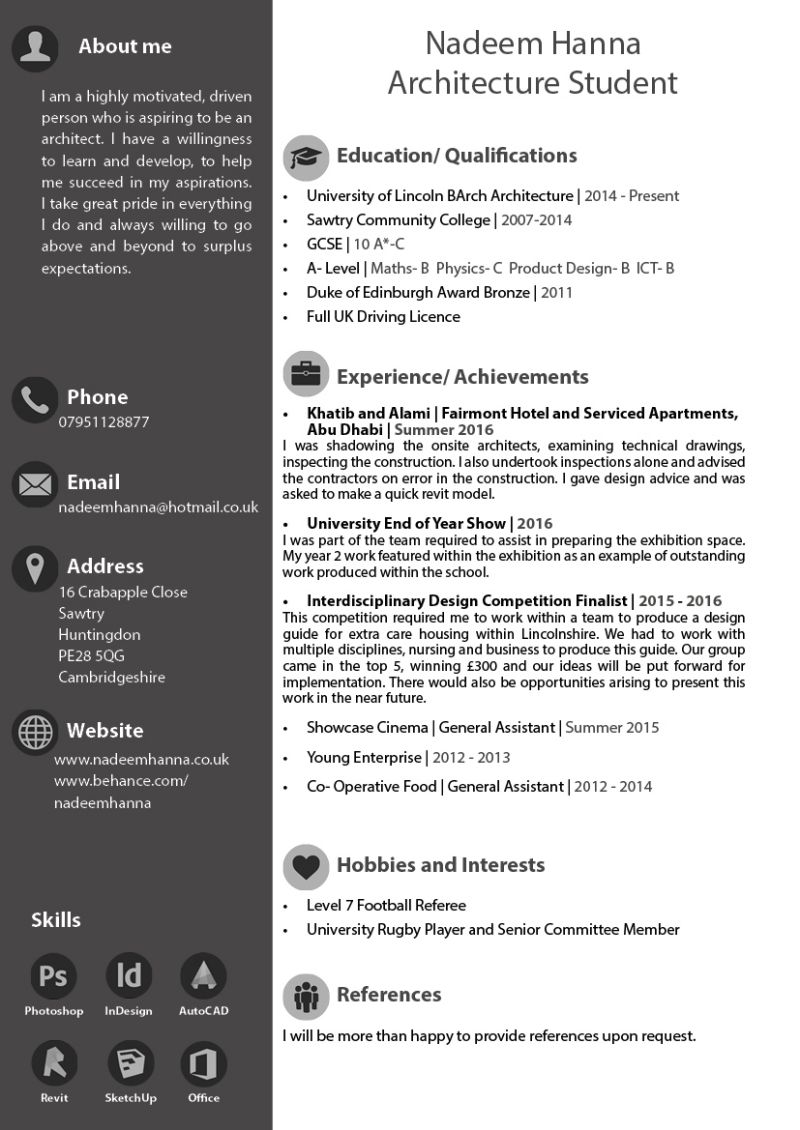 About me
I am a highly motivated, driven
person who is aspiring to be an
architect. I have a willingness
to learn and develop, to help
me succeed in my aspirations.
I take great pride in everything
I do and always willing to go
above and beyond to surplus
expectations.
Phone
07951128877
Email
nadeemhanna@hotmail.co.uk
Address
16 Crabapple Close
Sawtry
Huntingdon
PE28 5QG
Cambridgeshire
Website
www.nadeemhanna.co.uk
www.behance.com/
nadeemhanna
Skills
Ps Id
Photoshop InDesign AutoCAD
Revit SketchUp Office
Nadeem Hanna
Architecture Student
Education/ Qualifications
• University of Lincoln BArch Architecture | 2014 - Present
• Sawtry Community College | 2007-2014
• GCSE | 10 A*-C
• A- Level | Maths- B Physics- C Product Design- B ICT- B
• Duke of Edinburgh Award Bronze | 2011
• Full UK Driving Licence
Experience/ Achievements
• Khatib and Alami | Fairmont Hotel and Serviced Apartments,
Abu Dhabi | Summer 2016
I was shadowing the onsite architects, examining technical drawings,
inspecting the construction. I also undertook inspections alone and advised
the contractors on error in the construction. I gave design advice and was
asked to make a quick revit model.
• University End of Year Show | 2016
I was part of the team required to assist in preparing the exhibition space.
My year 2 work featured within the exhibition as an example of outstanding
work produced within the school.
• Interdisciplinary Design Competition Finalist | 2015 - 2016
This competition required me to work within a team to produce a design
guide for extra care housing within Lincolnshire. We had to work with
multiple disciplines, nursing and business to produce this guide. Our group
came in the top 5, winning £300 and our ideas will be put forward for
implementation. There would also be opportunities arising to present this
work in the near future.
• Showcase Cinema | General Assistant | Summer 2015
• Young Enterprise | 2012 - 2013
• Co- Operative Food | General Assistant | 2012 - 2014
Hobbies and Interests
• Level 7 Football Referee
• University Rugby Player and Senior Committee Member
References
I will be more than happy to provide references upon request.